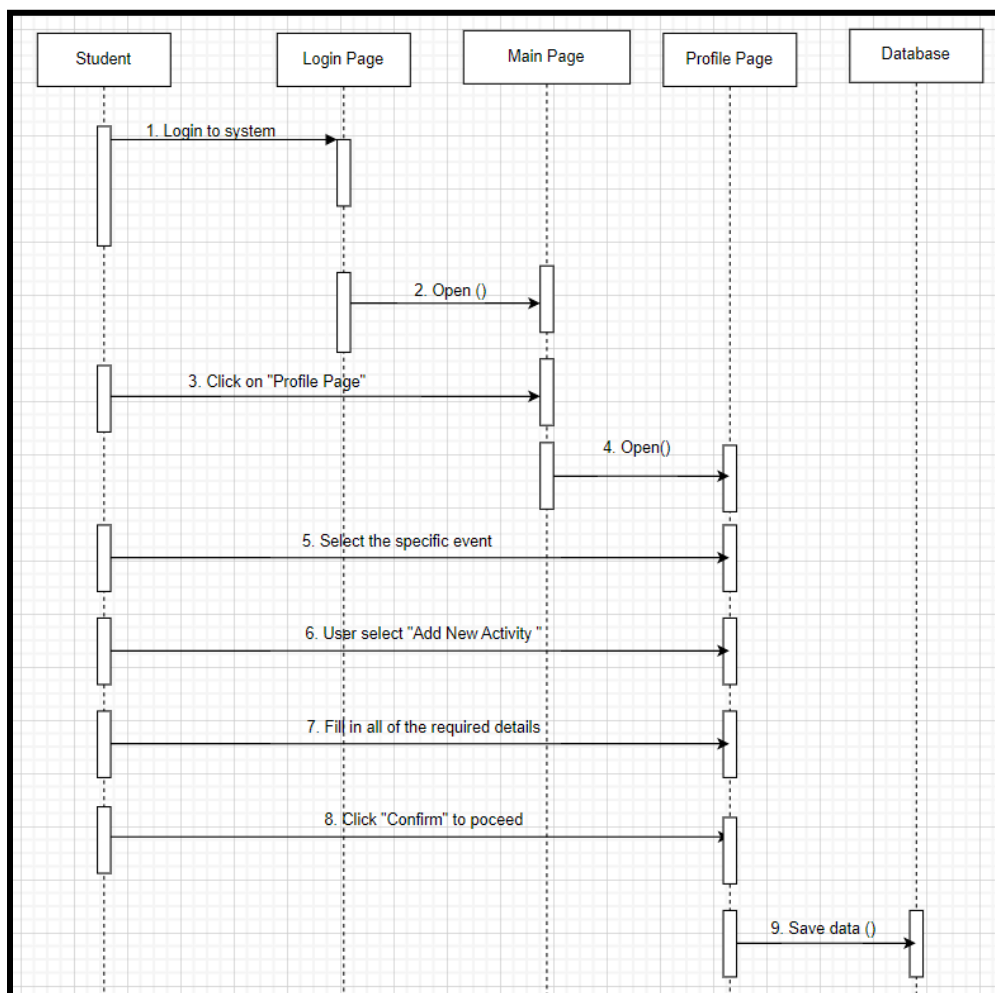 Student
Login Page
Main Page
Profile Page
Database
1. Login to system
2. Open ()
3. Click on "Profile Page"
4. Open()
5. Select the specific event
6. User select "Add New Activity "
7. Fill in all of the required details
8. Click "Confirm" to poceed
9. Save data ()